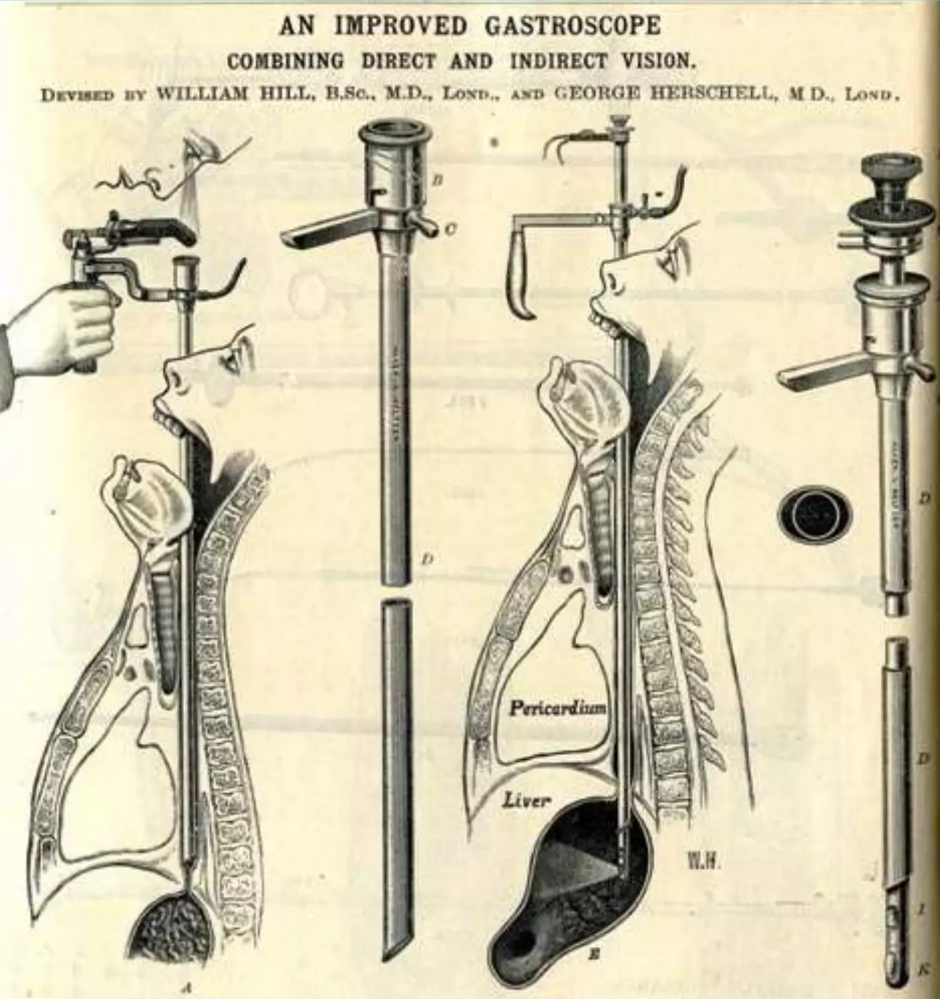 AN IMPROVED GASTROSCOPE
COMBINING DIRECT AND INDIRECT VISION.
DEVISED BY WILLIAM HILL, B.Sc., M.D., LOND., AND GEORGE HERSCHELL, M D., LOND.
B
C
D
D
Pericardium
Liver
D
W.H.
I
E
K
A